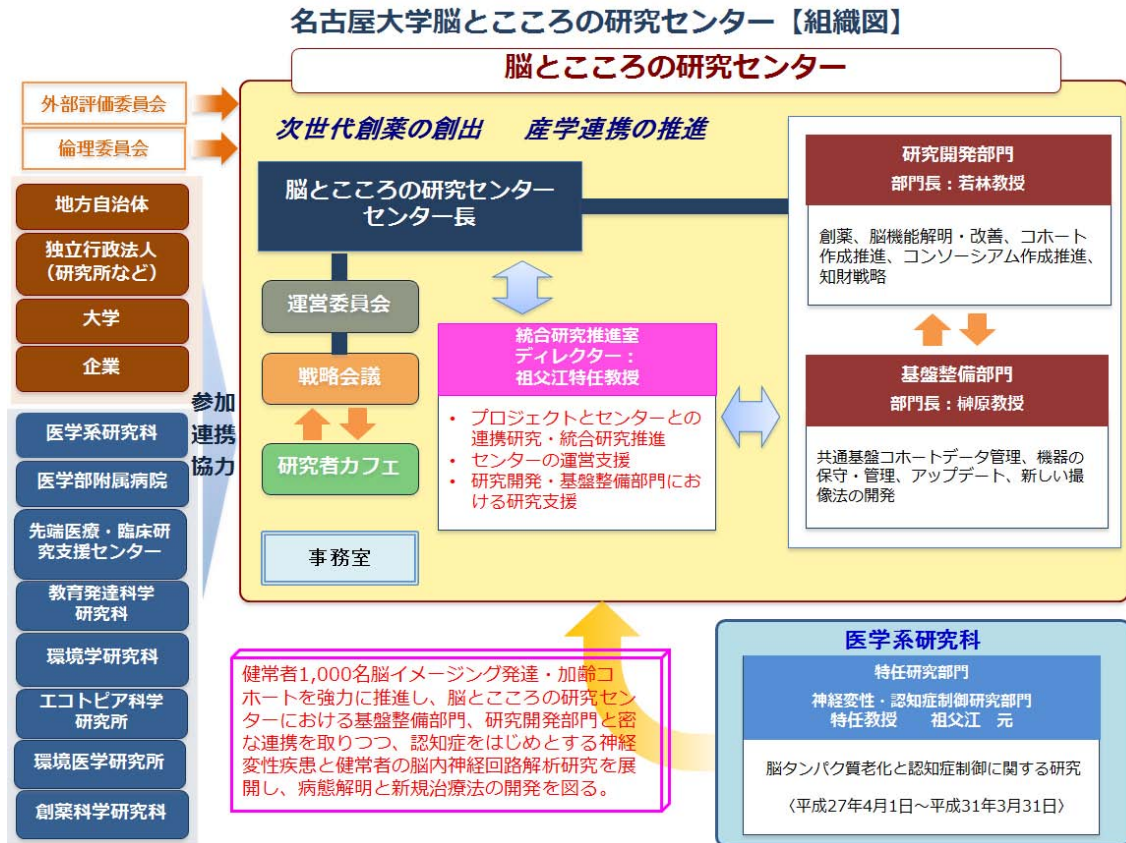 名古屋大学脳とこころの研究センター【組織図】
脳とこころの研究センター
外部評価委員会
倫理委員会
地方自治体
独立行政法人
（研究所など）
大学
企業
医学系研究科
医学部附属病院
先端医療・臨床研
究支援センター
教育発達科学
研究科
環境学研究科
エコトピア科学
研究所
環境医学研究所
創薬科学研究科
参加
連携
協力
次世代創薬の創出　産学連携の推進
脳とこころの研究センター
センター長
運営委員会
戦略会議
研究者カフェ
事務室
統合研究推進室
ディレクター：
祖父江特任教授
• プロジェクトとセンターとの
連携研究・統合研究推進
• センターの運営支援
• 研究開発・基盤整備部門にお
ける研究支援
研究開発部門
部門長：若林教授
創薬、脳機能解明・改善、コホート
作成推進、コンソーシアム作成推進、
知財戦略
基盤整備部門
部門長：榊原教授
共通基盤コホートデータ管理、機器の
保守・管理、アップデート、新しい撮
像法の開発
健常者1,000名脳イメージング発達・加齢コ
ホートを強力に推進し、脳とこころの研究セン
ターにおける基盤整備部門、研究開発部門と密
な連携を取りつつ、認知症をはじめとする神経
変性疾患と健常者の脳内神経回路解析研究を展
開し、病態解明と新規治療法の開発を図る。
医学系研究科
特任研究部門
神経変性・認知症制御研究部門
特任教授　祖父江　元
脳タンパク質老化と認知症制御に関する研究
〈平成27年4月1日～平成31年3月31日〉